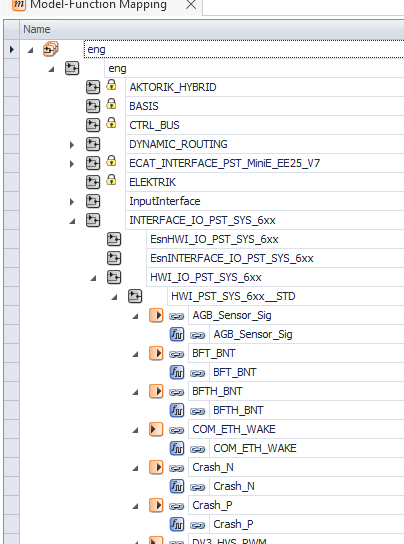 Model-Function Mapping
Name
eng
eng
AKTORIK_HYBRID
BASIS
CTRL_BUS
DYNAMIC_ROUTING
ECAT_INTERFACE_PST_MiniE_EE25_V7
ELEKTRIK
InputInterface
INTERFACE_IO_PST_SYS_6xx
EsnHWI_IO_PST_SYS_6xx
EsnINTERFACE_IO_PST_SYS_6xx
HWI_IO_PST_SYS_6xx
HWI_PST_SYS_6xx__STD
AGB_Sensor_Sig
AGB_Sensor_Sig
BFT_BNT
BFT_BNT
BFTH_BNT
BFTH_BNT
COM_ETH_WAKE
COM_ETH_WAKE
Crash_N
Crash_N
Crash_P
Crash_P
DV3_HVS_PWM